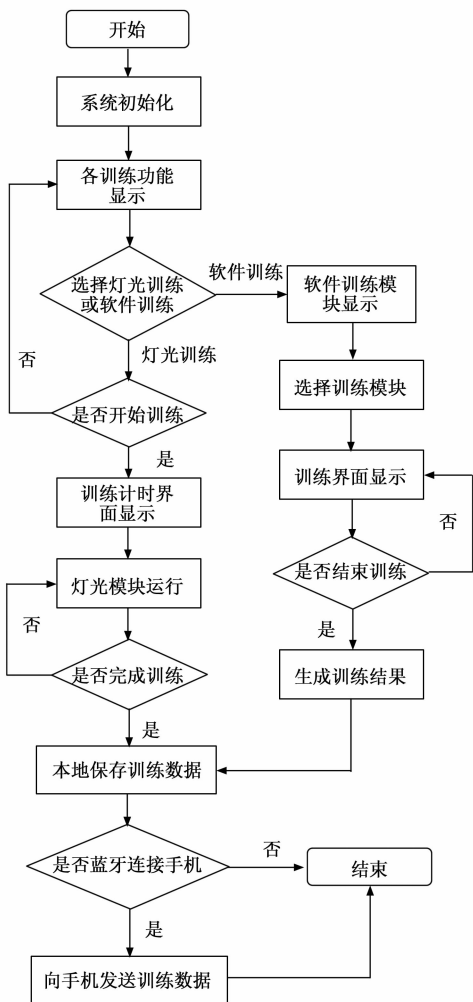 开始
系统初始化
各训练功能
显示
选择灯光训练
或软件训练
软件训练
软件训练模
块显示
灯光训练
否
选择训练模块
是否开始训练
是
训练界面显示
训练计时界
面显示
否
是否结束训练
灯光模块运行
否
是
是否完成训练
生成训练结果
是
本地保存训练数据
是否蓝牙连接手机
否
结束
是
向手机发送训练数据